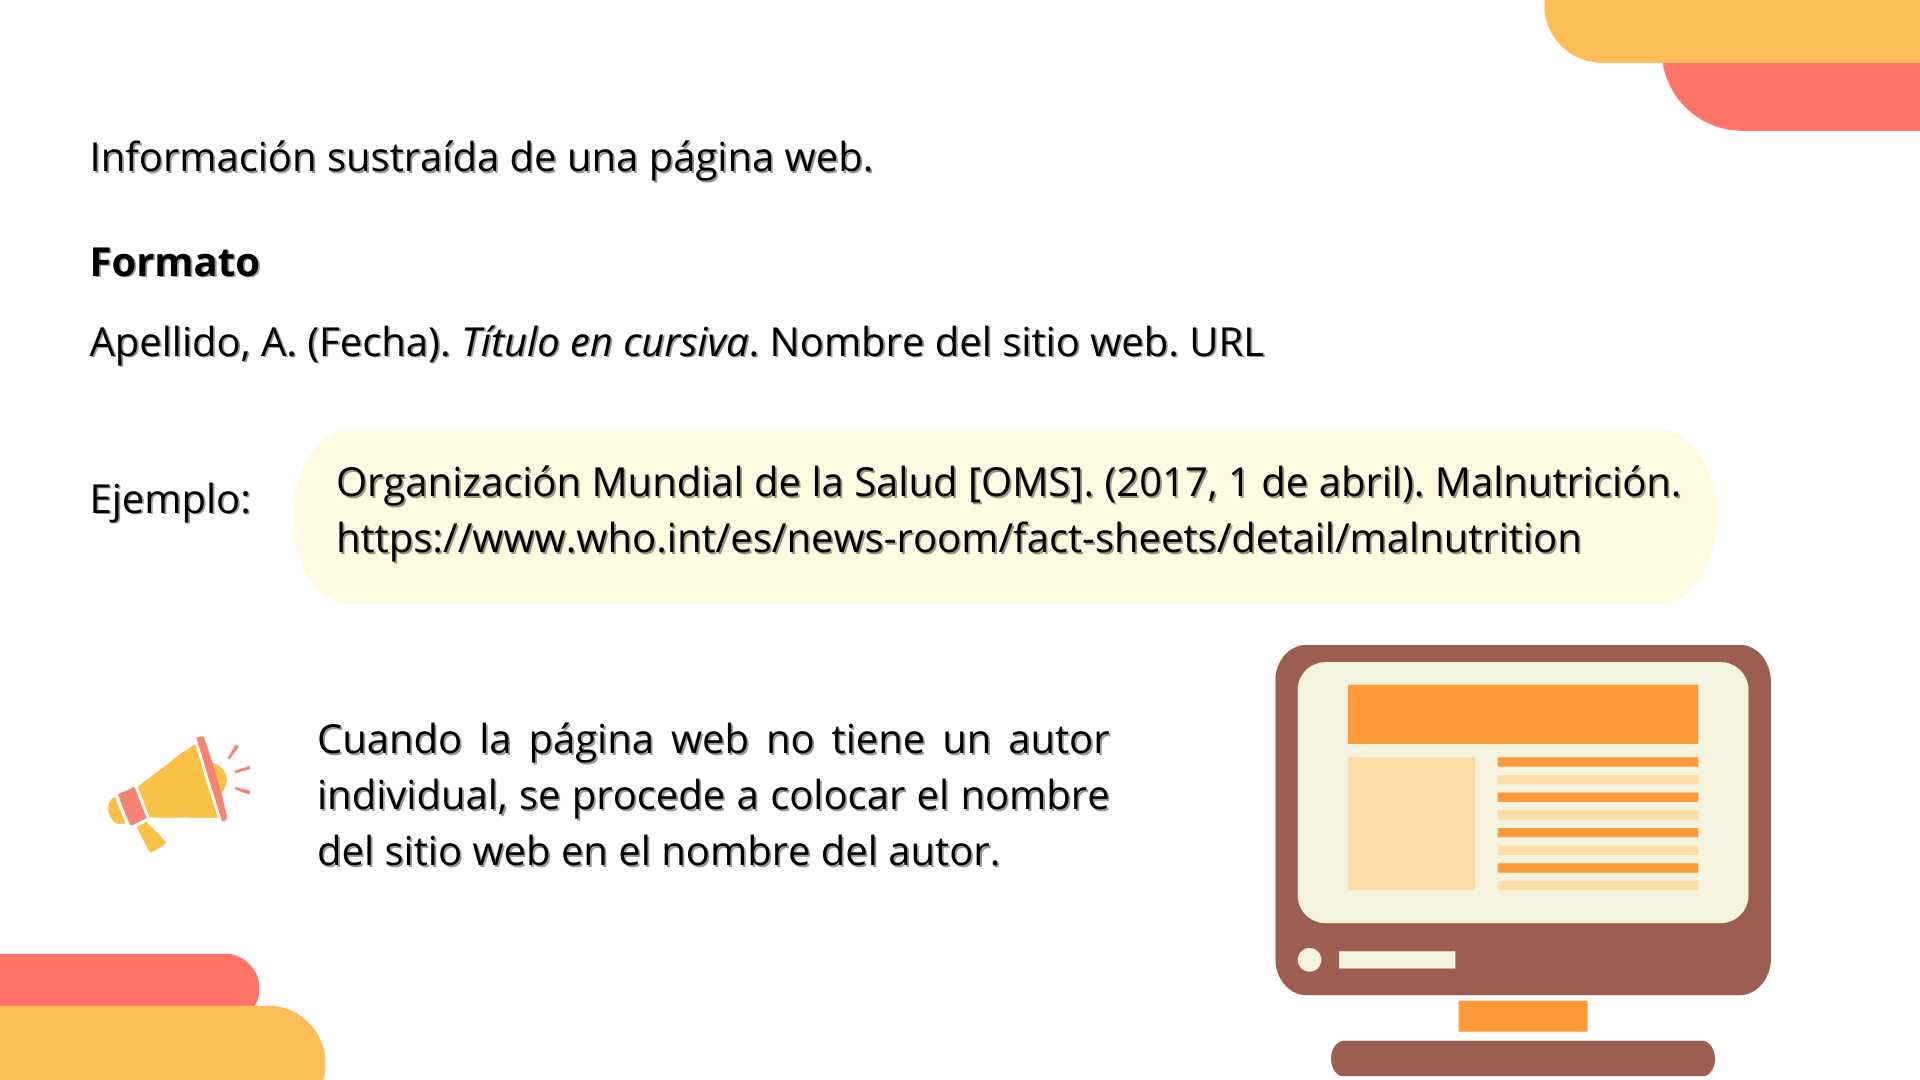 Información sustraída de una página web.
Formato
Apellido, A. (Fecha). Título en cursiva. Nombre del sitio web. URL
Ejemplo:
Organización Mundial de la Salud [OMS]. (2017, 1 de abril). Malnutrición.
https://www.who.int/es/news-room/fact-sheets/detail/malnutrition
Cuando la página web no tiene un autor
individual, se procede a colocar el nombre
del sitio web en el nombre del autor.